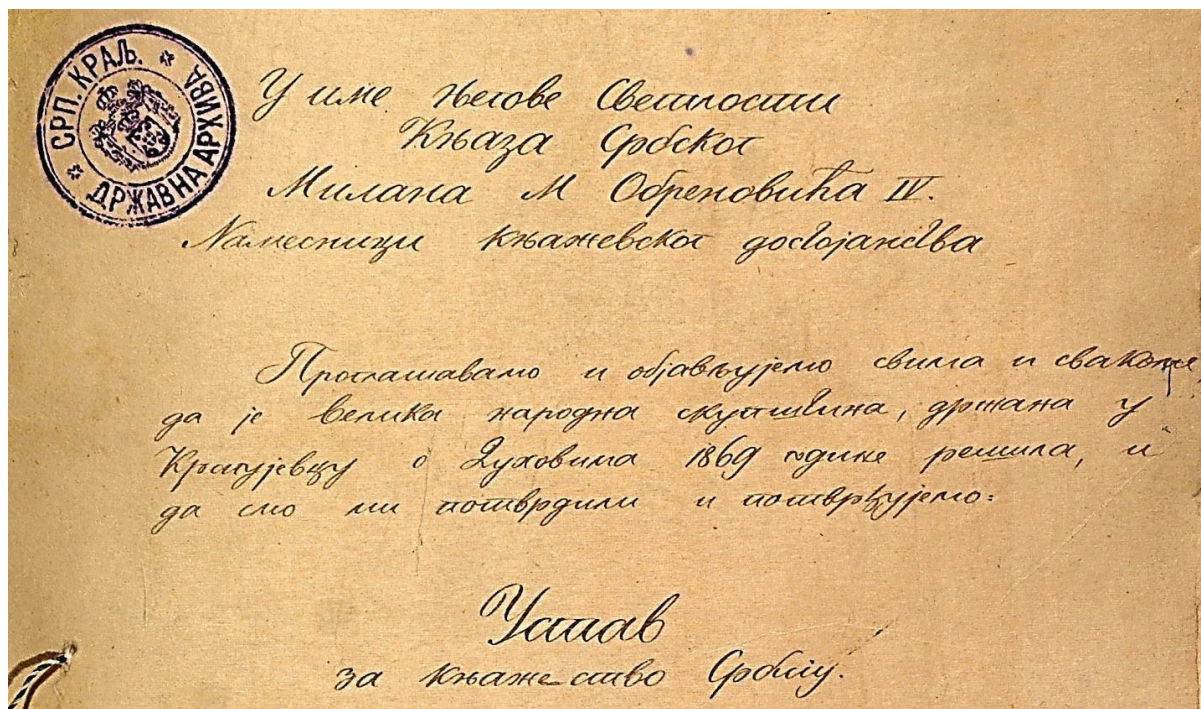 СРП. КРАЉ. * ДРЖАВНА АРХИВА *
У име Његове Светлости
Књаза Србског
Милана М Обреновића IV.
Намесници књажевског достојанства
Проглашавамо и објављујемо свима и свакоме
да је велика народна скупштина, држана у
Крагујевцу о Духовима 1869 године решила, и
да смо ми потврдили и потврђујемо:
Устав
за књажество Србију.